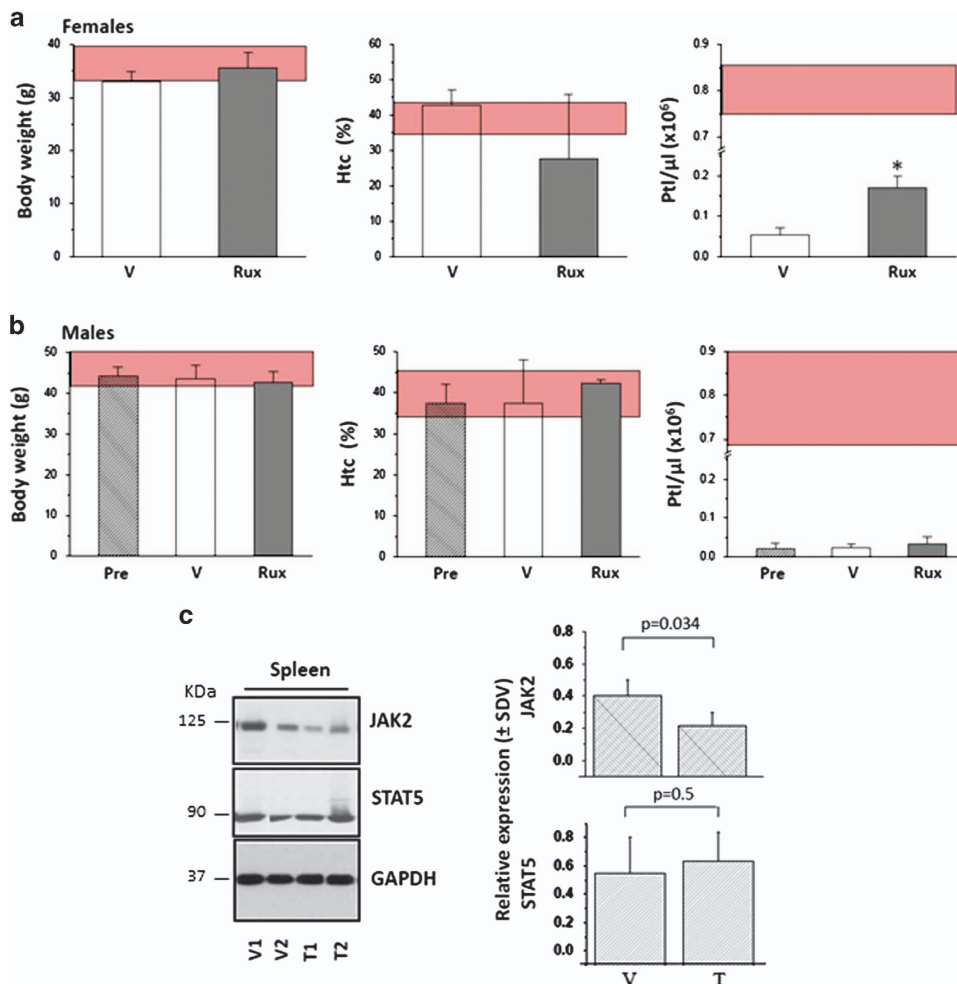 a
Females
Body weight (g)
40
30
20
10
0
V
Rux
Htc (%)
60
50
40
30
20
10
0
V
Rux
Ptl/µl (x10⁶)
0.9
0.8
0.7
0.2
0.1
0.0
V
Rux
*
b
Males
Body weight (g)
50
40
30
20
10
0
Pre
V
Rux
Htc (%)
50
40
30
20
10
0
Pre
V
Rux
Ptl/µl (x10⁶)
0.9
0.8
0.7
0.1
0.0
Pre
V
Rux
c
Spleen
KDa
125
JAK2
90
STAT5
37
GAPDH
V1
V2
T1
T2
Relative expression (± SDV)
JAK2
0.8
0.6
0.4
0.2
0.0
p=0.034
STAT5
0.8
0.6
0.4
0.2
0.0
p=0.5
V
T